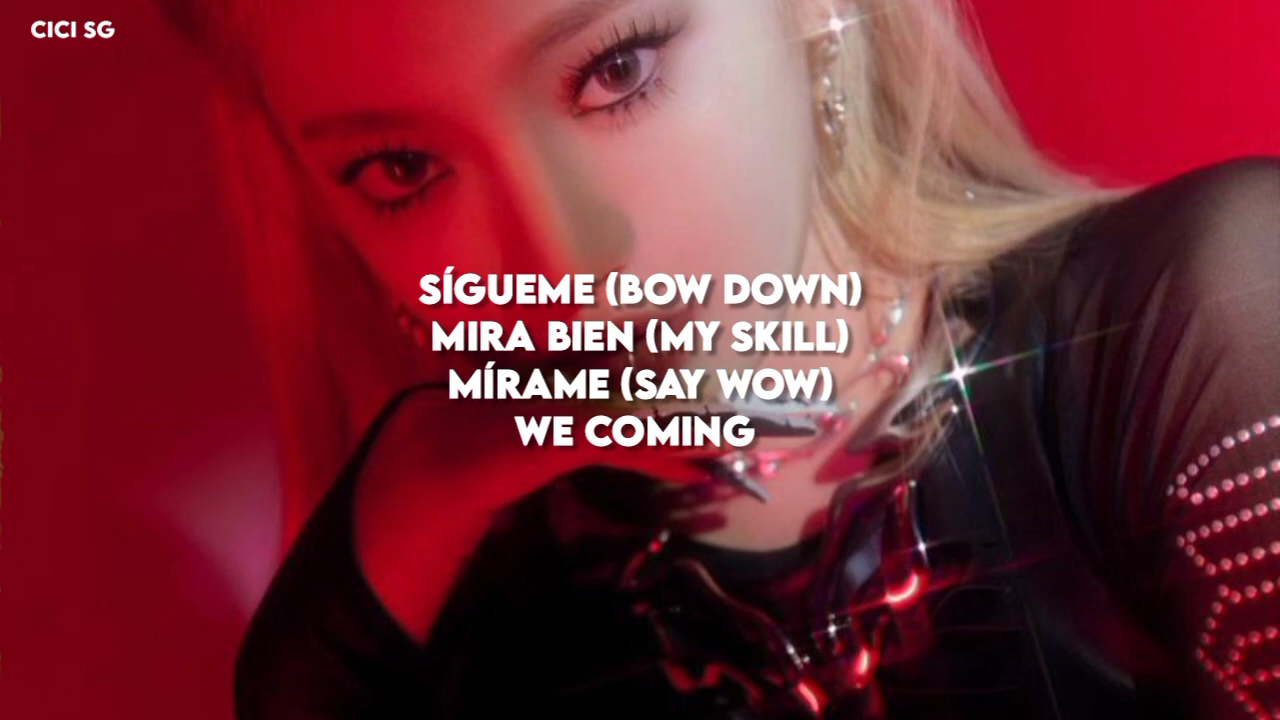 CICI SG
SÍGUEME (BOW DOWN)
MIRA BIEN (MY SKILL)
MÍRAME (SAY WOW)
WE COMING